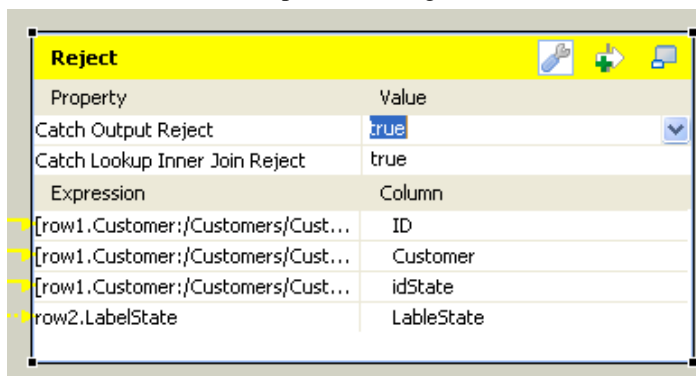 Reject
Property Value
Catch Output Reject true
Catch Lookup Inner Join Reject true
Expression Column
[row1.Customer:/Customers/Cust... ID
[row1.Customer:/Customers/Cust... Customer
[row1.Customer:/Customers/Cust... idState
row2.LabelState LableState